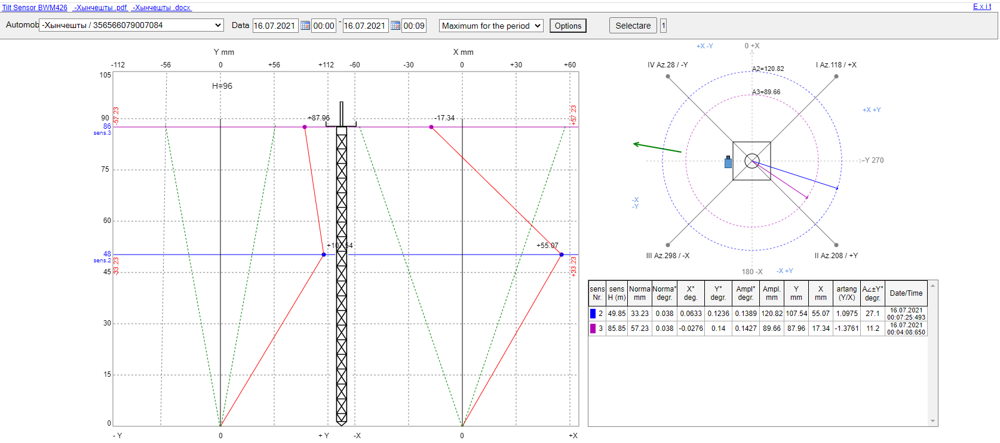 Tilt Sensor BWM426 -Хынчешты .pdf -Хынчешты .docx
E x i t
Automob -Хынчешты / 356566079007084 Data 16.07.2021 00:00 - 16.07.2021 00:09 Maximum for the period Options Selectare 1
Y mm
X mm
-112 -56 0 +56 +112 -60 -30 0 +30 +60
105
H=96
90
86
sens.3
-57.23
+87.96
-17.34
+57.23
75
60
48
sens.2
-33.23
+107.54
+55.07
+33.23
45
30
15
0
- Y 0 + Y -X 0 +X
+X -Y
0 +X
IV Az.28 / -Y
A2=120.82
I Az.118 / +X
A3=89.66
+X +Y
-Y 270
-X
-Y
III Az.298 / -X
II Az.208 / +Y
180 -X
-X +Y
sens Nr. sens H (m) Norma mm Norma° degr. X° deg. Y° degr. Ampl° degr. Ampl. mm Y mm X mm artang (Y/X) A∠±Y° degr. Date/Time
2 49.85 33.23 0.038 0.0633 0.1236 0.1389 120.82 107.54 55.07 1.0975 27.1 16.07.2021 00:07:25:493
3 85.85 57.23 0.038 -0.0276 0.14 0.1427 89.66 87.96 17.34 -1.3761 11.2 16.07.2021 00:04:08:650